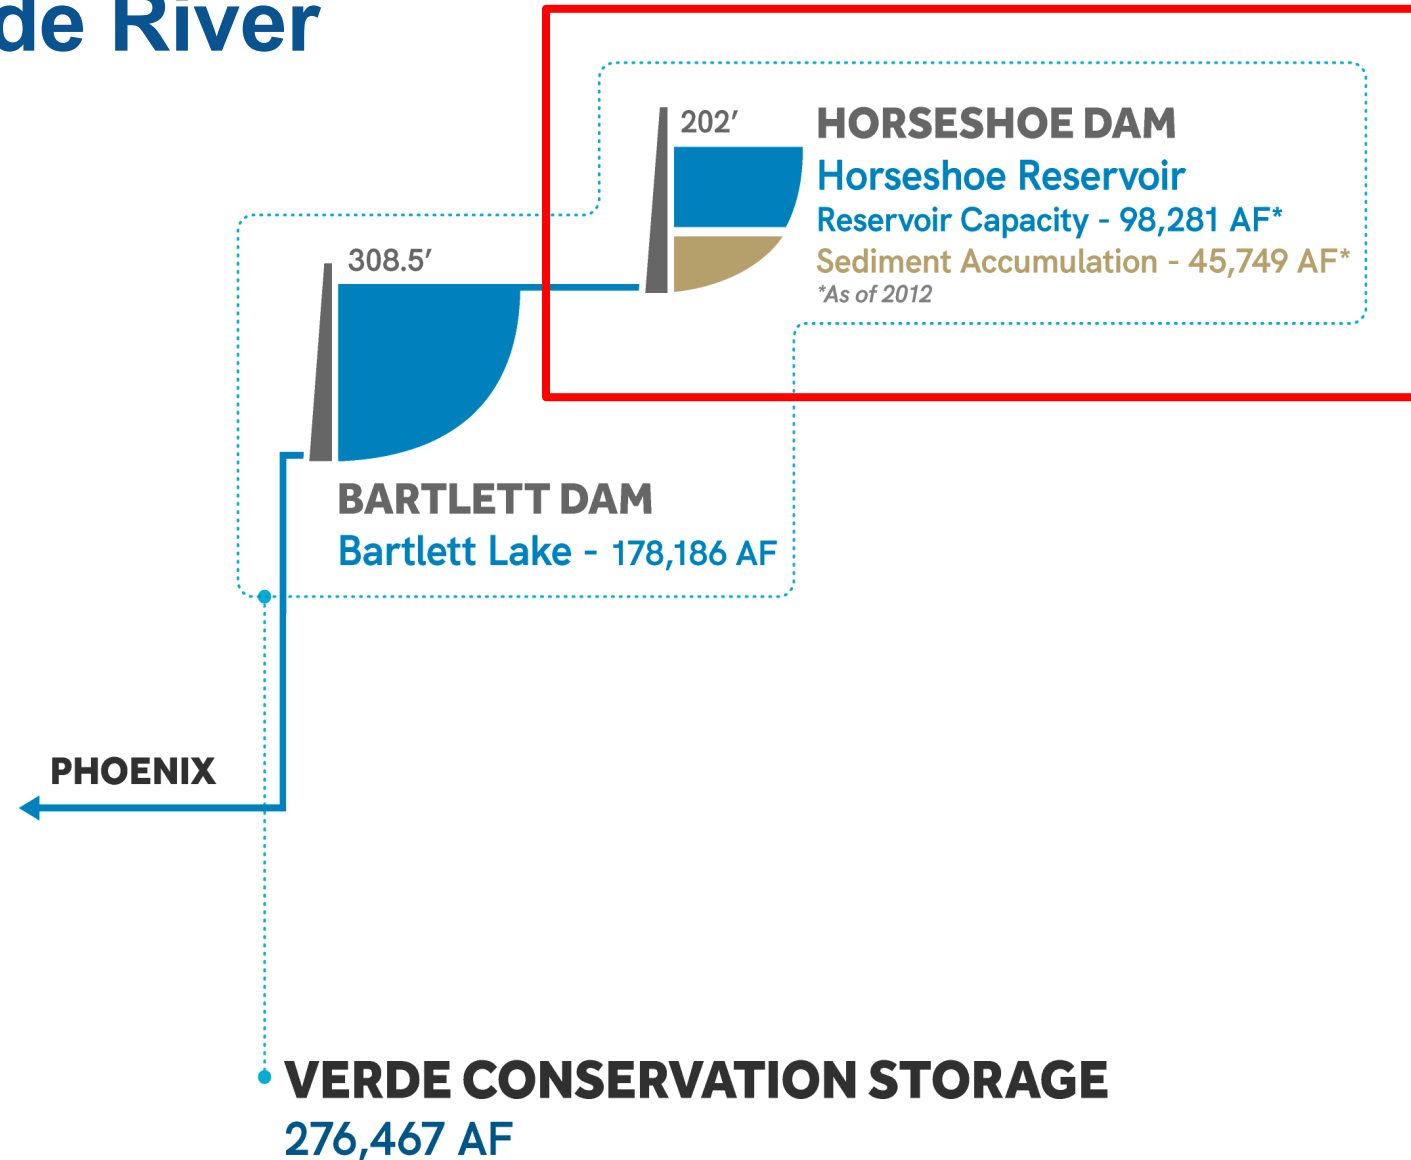 de River
202'
HORSESHOE DAM
Horseshoe Reservoir
Reservoir Capacity - 98,281 AF*
Sediment Accumulation - 45,749 AF*
*As of 2012
308.5'
BARTLETT DAM
Bartlett Lake - 178,186 AF
PHOENIX
VERDE CONSERVATION STORAGE
276,467 AF